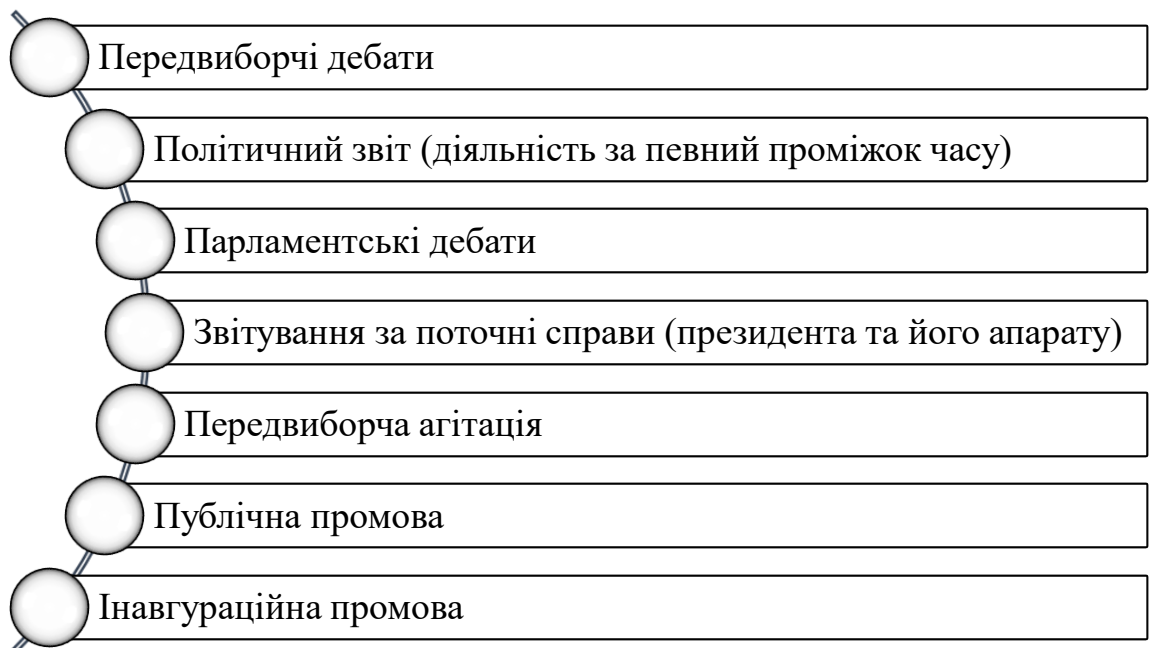 Передвиборчі дебати
Політичний звіт (діяльність за певний проміжок часу)
Парламентські дебати
Звітування за поточні справи (президента та його апарату)
Передвиборча агітація
Публічна промова
Інавгураційна промова